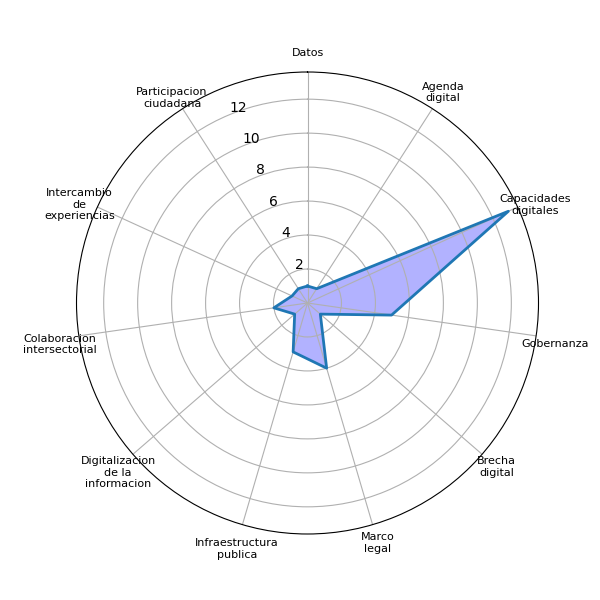 Datos
Participacion
ciudadana
Agenda
digital
12
10
8
6
4
2
Intercambio
de
experiencias
Capacidades
digitales
Colaboracion
intersectorial
Gobernanza
Digitalizacion
de la
informacion
Brecha
digital
Infraestructura
publica
Marco
legal